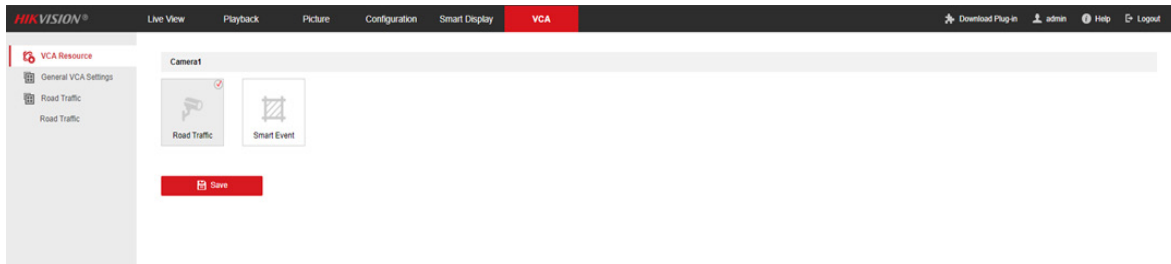 HIKVISION® Live View Playback Picture Configuration Smart Display VCA Download Plug-in admin Help Logout
VCA Resource
General VCA Settings
Road Traffic
Road Traffic
Camera1
Road Traffic Smart Event
Save